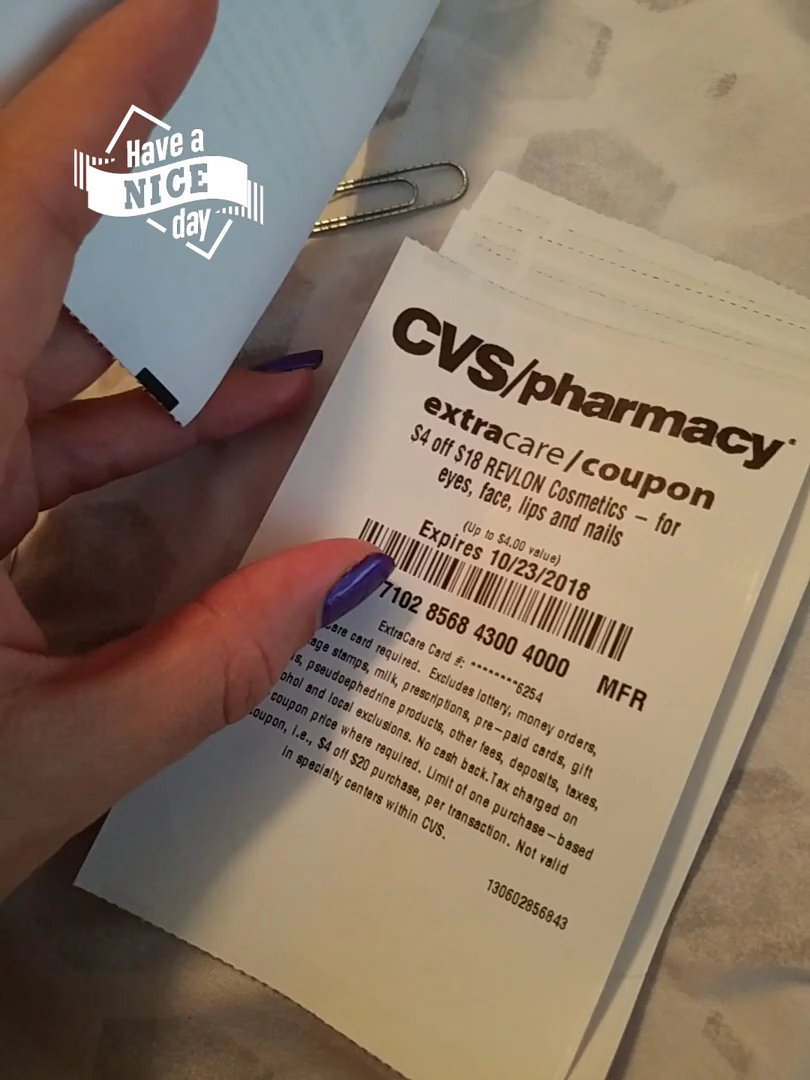 Have a
NICE
day
CVS/pharmacy
extracare/coupon
$4 off $18 REVLON Cosmetics – for
eyes, face, lips and nails
(Up to $4.00 value)
Expires 10/23/2018
7102 8568 4300 4000 MFR
ExtraCare Card #: ********6254
care card required. Excludes lottery, money orders,
age stamps, milk, prescriptions, pre-paid cards, gift
s, pseudoephedrine products, other fees, deposits, taxes,
ohol and local exclusions. No cash back.Tax charged on
coupon price where required. Limit of one purchase-based
oupon, i.e., $4 off $20 purchase, per transaction. Not valid
in specialty centers within CVS.
130602856843